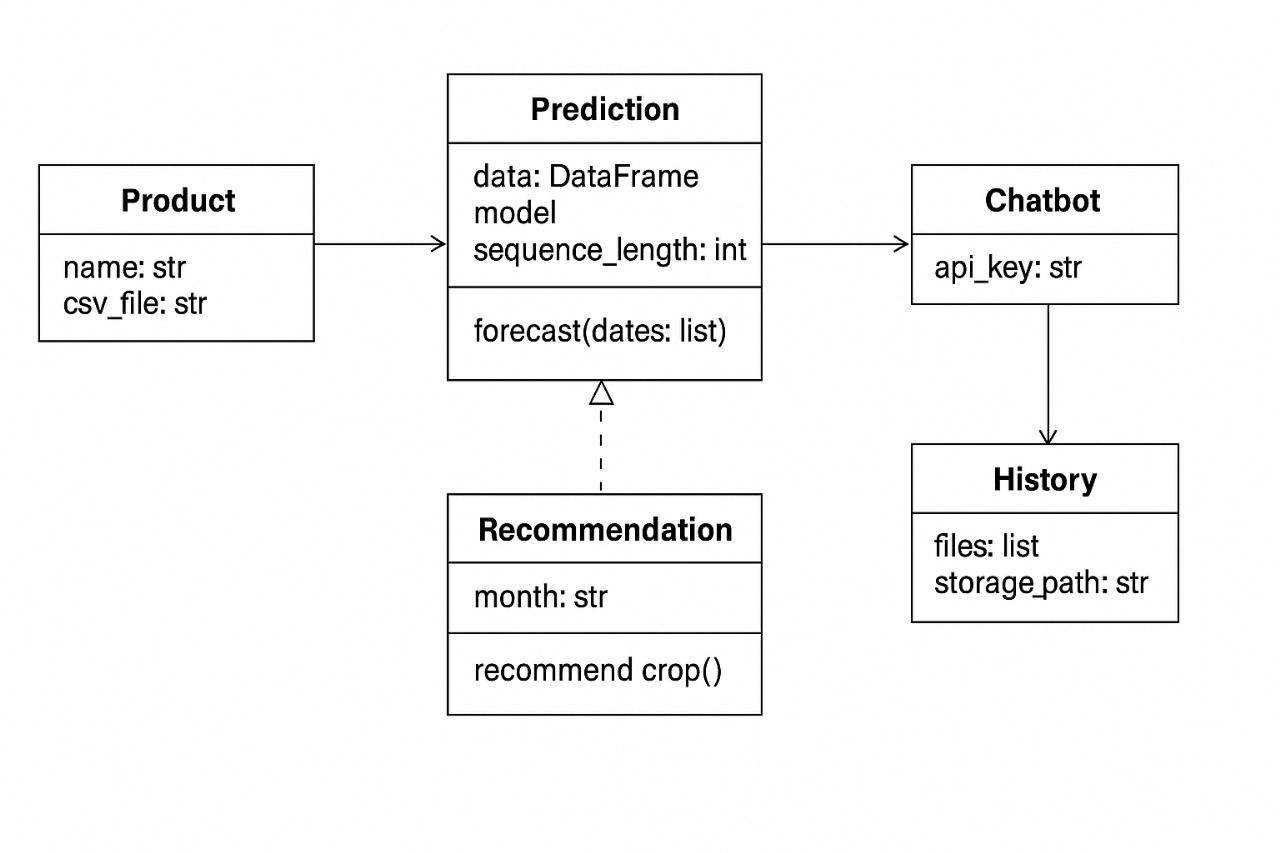 Product
name: str
csv_file: str
Prediction
data: DataFrame
model
sequence_length: int
forecast(dates: list)
Chatbot
api_key: str
Recommendation
month: str
recommend crop()
History
files: list
storage_path: str